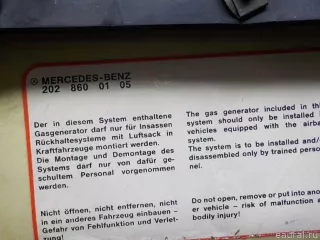 MERCEDES-BENZ
202 860 01 05
Der in diesem System enthaltene
Gasgenerator darf nur für Insassen
Rückhaltesysteme mit Luftsack in
Kraftfahrzeuge montiert werden.
Die Montage und Demontage des
Systems darf nur von dafür ge-
schultem Personal vorgenommen
werden.
Nicht öffnen, nicht entfernen, nicht
in ein anderes Fahrzeug einbauen –
Gefahr von Fehlfunktion und Verlet-
zung!
The gas generator included in this
system should only be installed in
vehicles equipped with the airba
The system is to be installed and/
disassembled only by trained perso
nel.
Do not open, remove or put into anot
er vehicle – risk of malfunction a
bodily injury!